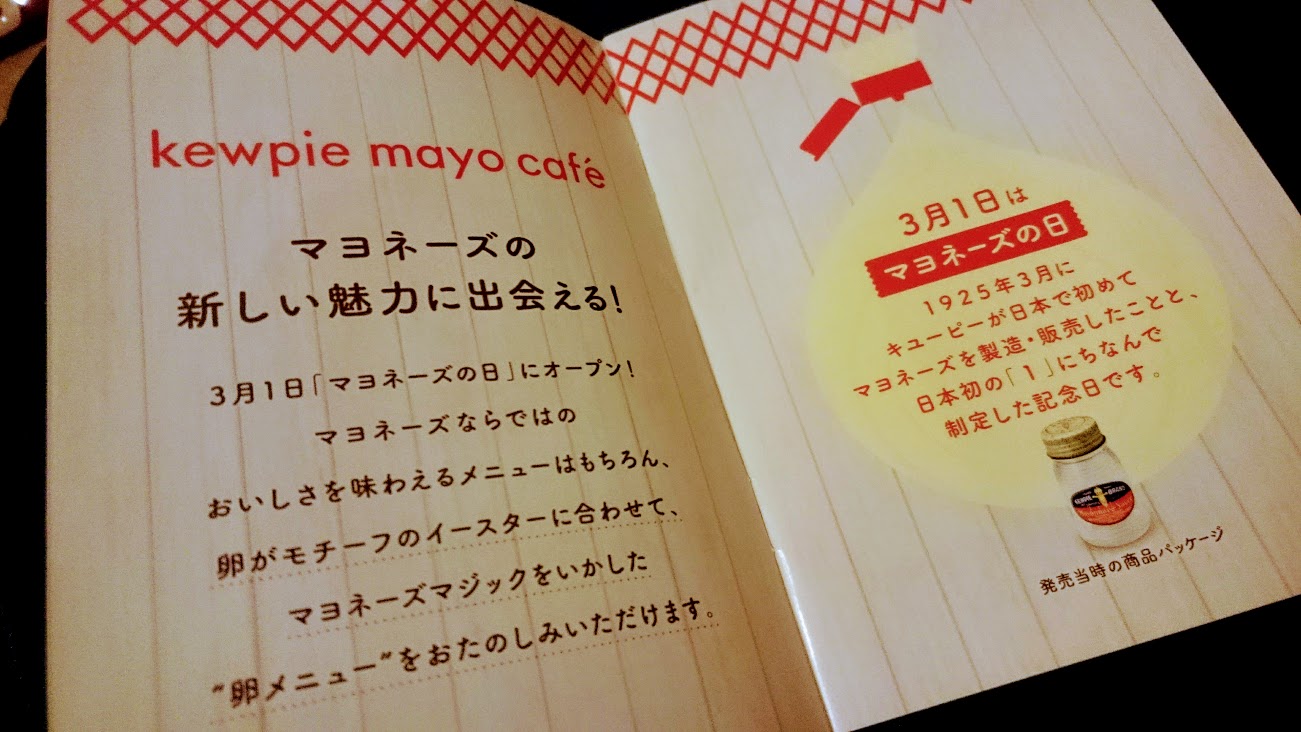 kewpie mayo café
マヨネーズの
新しい魅力に出会える!
3月1日「マヨネーズの日」にオープン!
マヨネーズならではの
おいしさを味わえるメニューはもちろん、
卵がモチーフのイースターに合わせて、
マヨネーズマジックをいかした
"卵メニュー"をおたのしみいただけます。
3月1日は
マヨネーズの日
1925年3月に
キユーピーが日本で初めて
マヨネーズを製造・販売したことと、
日本初の「1」にちなんで
制定した記念日です。
KEWPIE
発売当時の商品パッケージ